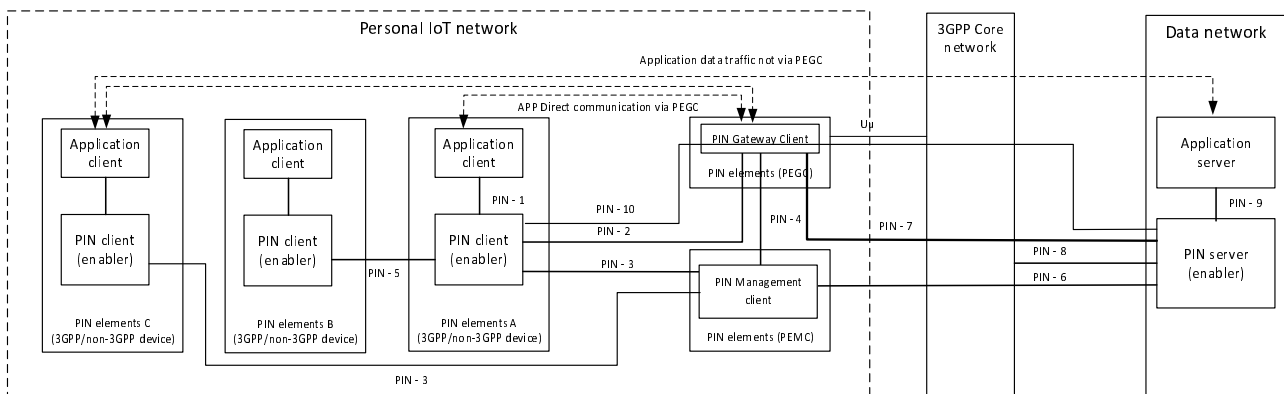 Personal IoT network
3GPP Core
network
Data network
Application data traffic not via PEGC
APP Direct communication via PEGC
Uu
Application
client
Application
client
Application
client
PIN Gateway Client
PIN elements (PEGC)
Application
server
PIN - 1
PIN - 10
PIN - 2
PIN - 4
PIN - 7
PIN - 9
PIN client
(enabler)
PIN client
(enabler)
PIN client
(enabler)
PIN - 5
PIN - 3
PIN - 8
PIN - 6
PIN server
(enabler)
PIN Management
client
PIN elements C
(3GPP/non-3GPP device)
PIN elements B
(3GPP/non-3GPP device)
PIN elements A
(3GPP/non-3GPP device)
PIN elements (PEMC)
PIN - 3